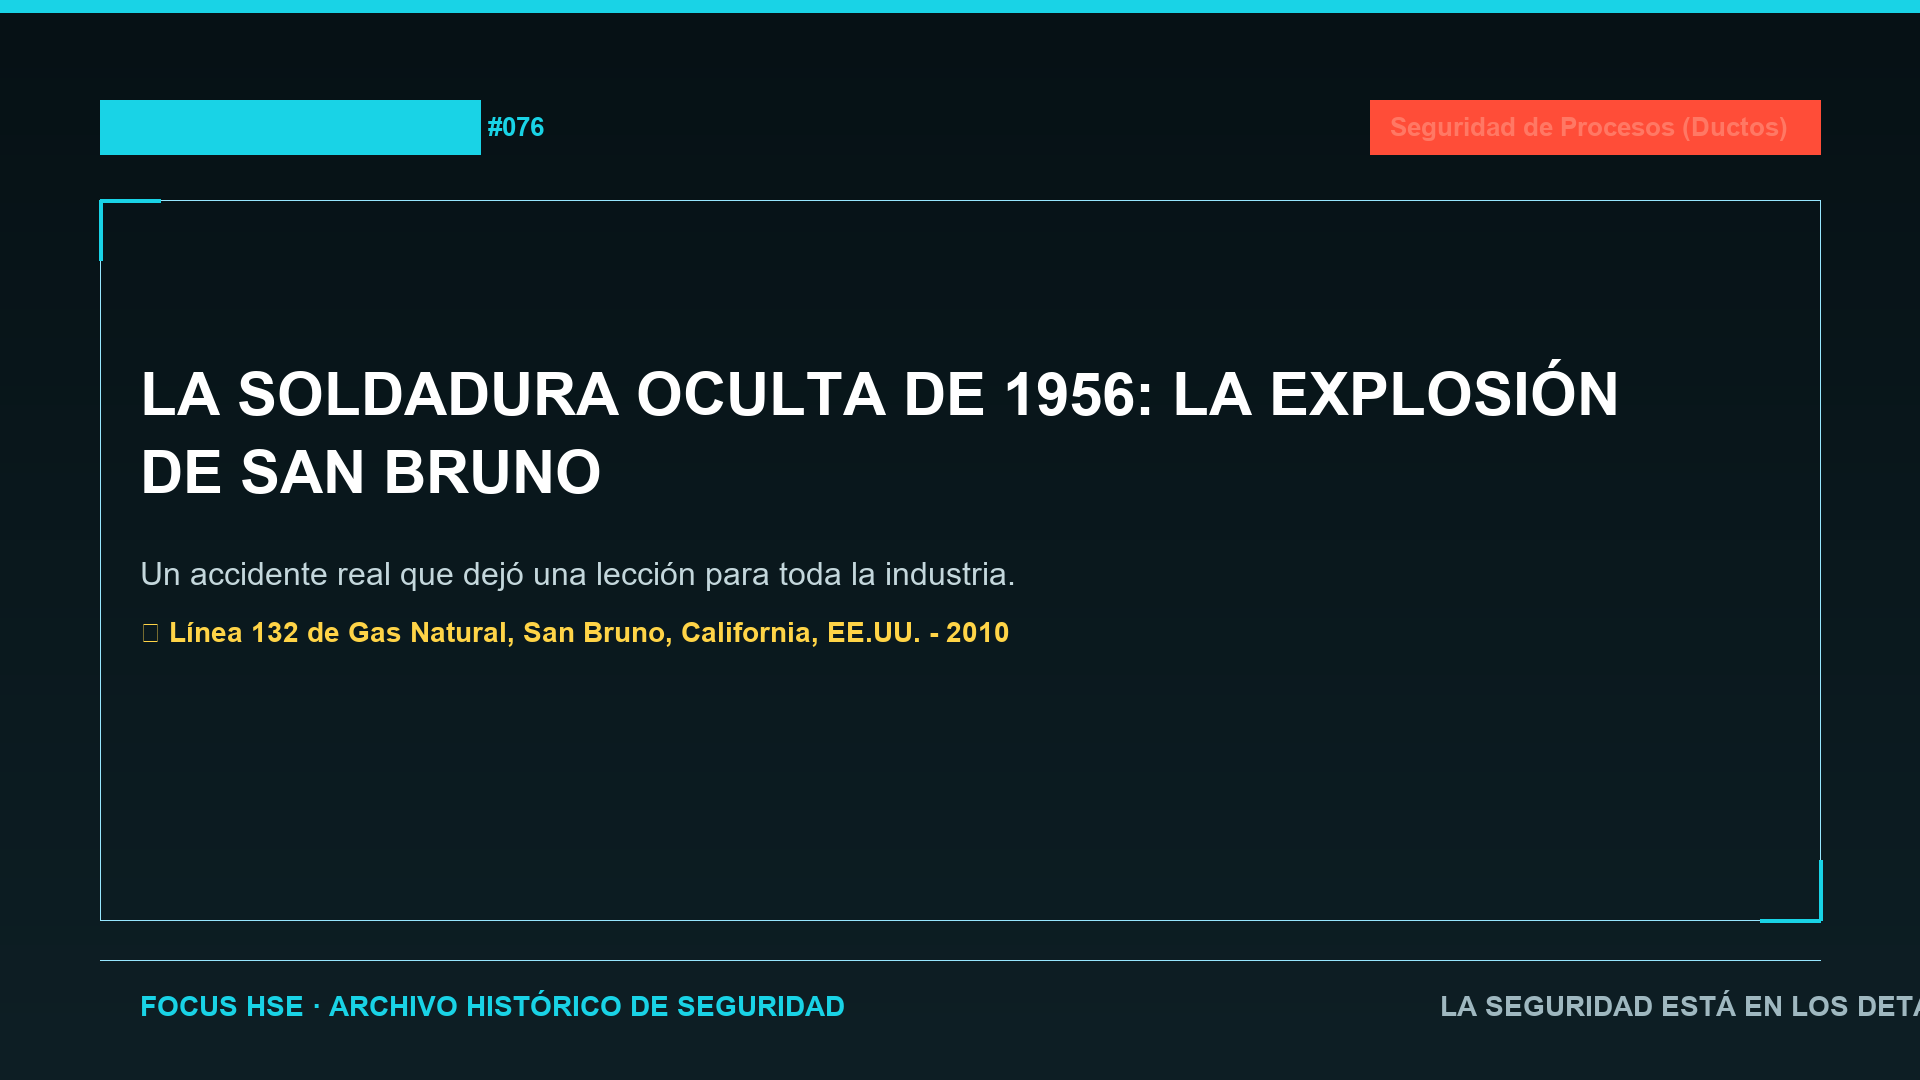 #076
Seguridad de Procesos (Ductos)
LA SOLDADURA OCULTA DE 1956: LA EXPLOSIÓN
DE SAN BRUNO
Un accidente real que dejó una lección para toda la industria.
Línea 132 de Gas Natural, San Bruno, California, EE.UU. - 2010
FOCUS HSE · ARCHIVO HISTÓRICO DE SEGURIDAD
LA SEGURIDAD ESTÁ EN LOS DETA